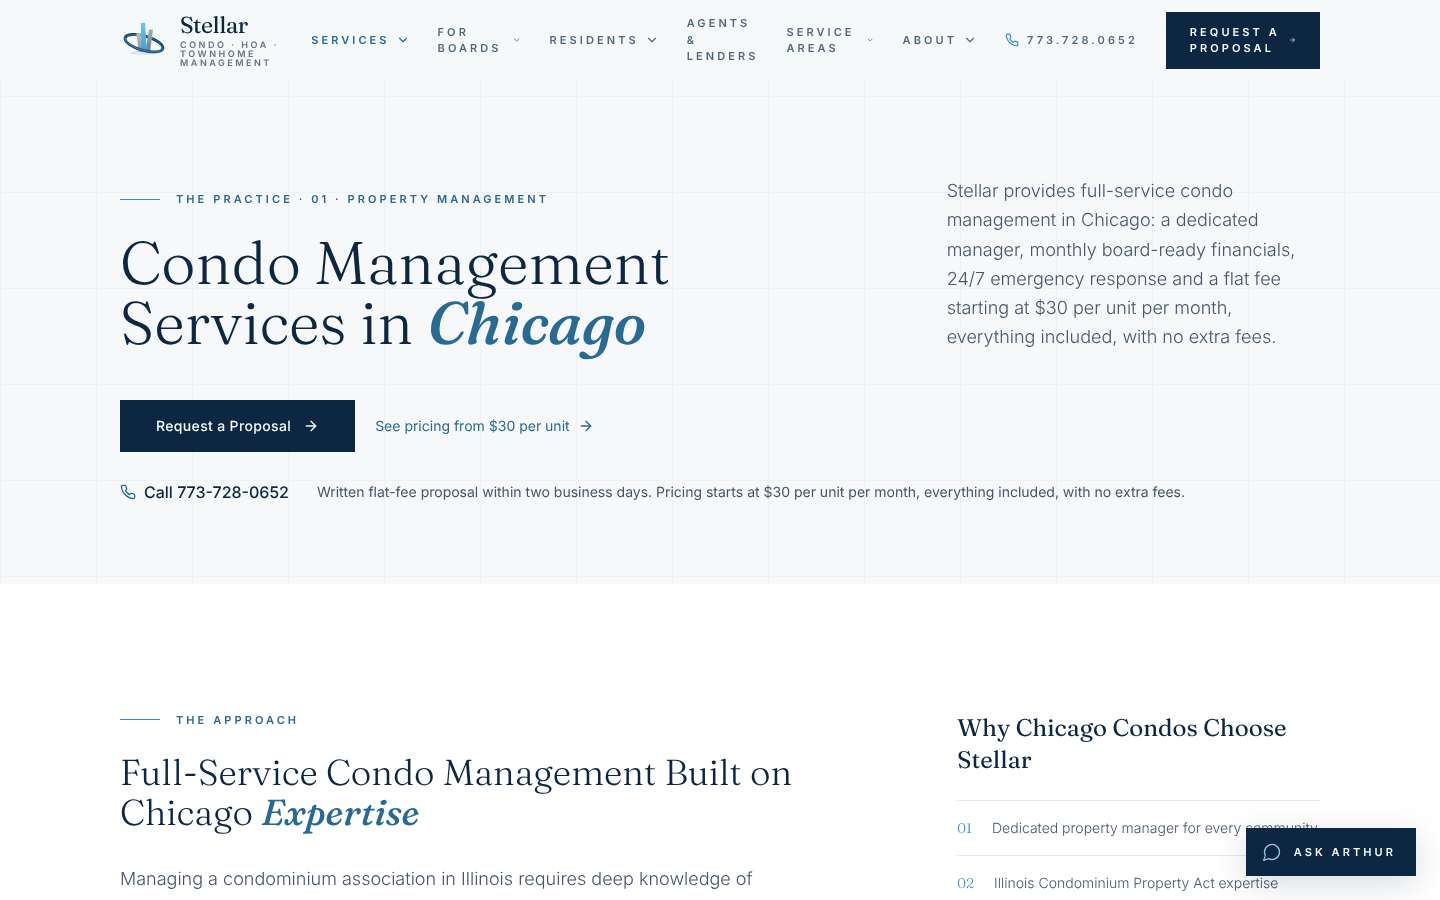 Stellar
CONDO · HOA ·
TOWNHOME
MANAGEMENT
SERVICES
FOR
BOARDS
RESIDENTS
AGENTS
&
LENDERS
SERVICE
AREAS
ABOUT
773.728.0652
REQUEST A
PROPOSAL
THE PRACTICE · 01 · PROPERTY MANAGEMENT
Condo Management
Services in Chicago
Stellar provides full-service condo
management in Chicago: a dedicated
manager, monthly board-ready financials,
24/7 emergency response and a flat fee
starting at $30 per unit per month,
everything included, with no extra fees.
Request a Proposal
See pricing from $30 per unit
Call 773-728-0652
Written flat-fee proposal within two business days. Pricing starts at $30 per unit per month, everything included, with no extra fees.
THE APPROACH
Full-Service Condo Management Built on
Chicago Expertise
Managing a condominium association in Illinois requires deep knowledge of
Why Chicago Condos Choose
Stellar
01 Dedicated property manager for every community
02 Illinois Condominium Property Act expertise
ASK ARTHUR